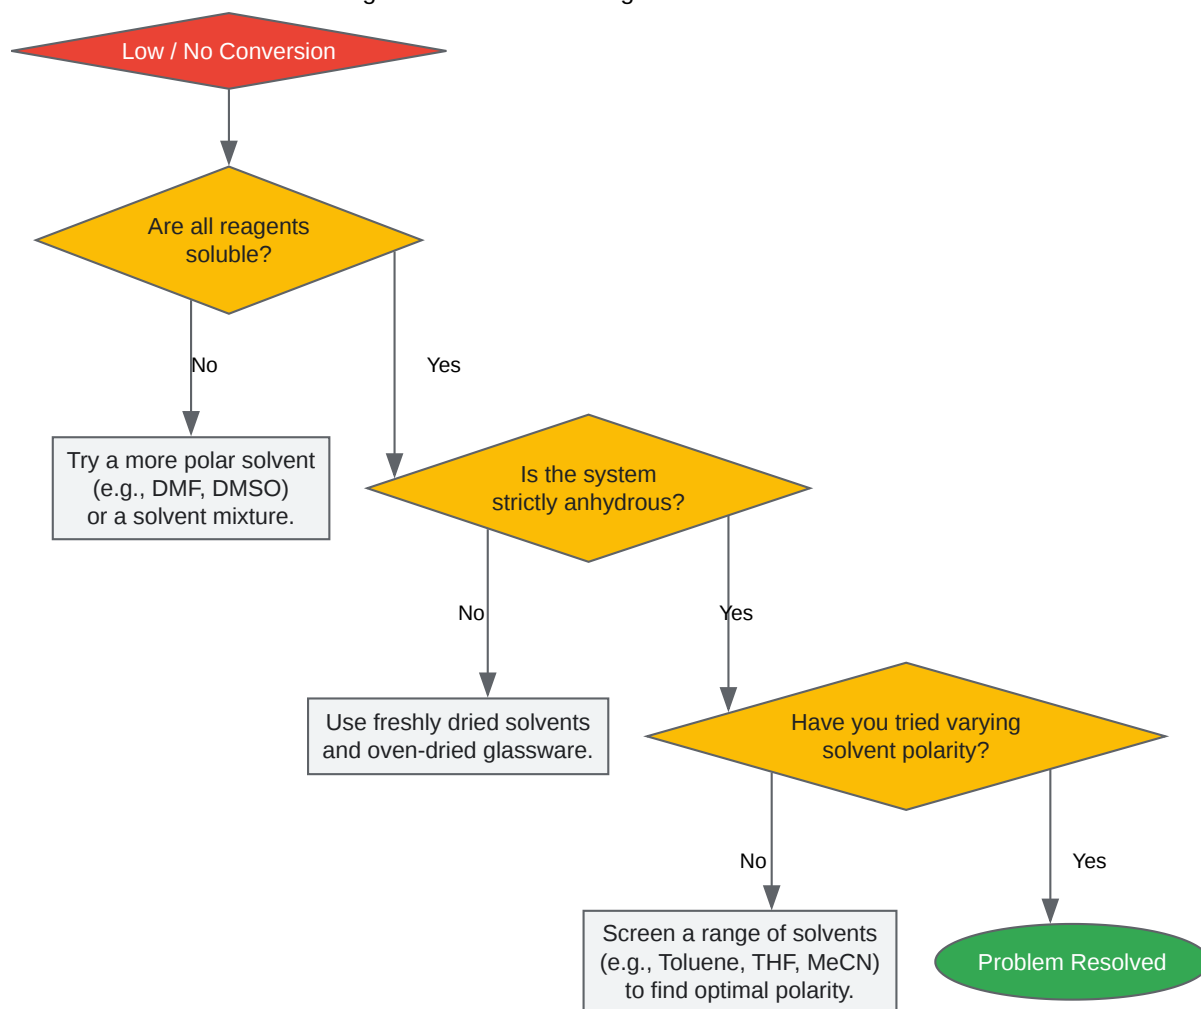 Low / No Conversion
Are all reagents
soluble?
No
Yes
Try a more polar solvent
(e.g., DMF, DMSO)
or a solvent mixture.
Is the system
strictly anhydrous?
No
Yes
Use freshly dried solvents
and oven-dried glassware.
Have you tried varying
solvent polarity?
No
Yes
Screen a range of solvents
(e.g., Toluene, THF, MeCN)
to find optimal polarity.
Problem Resolved